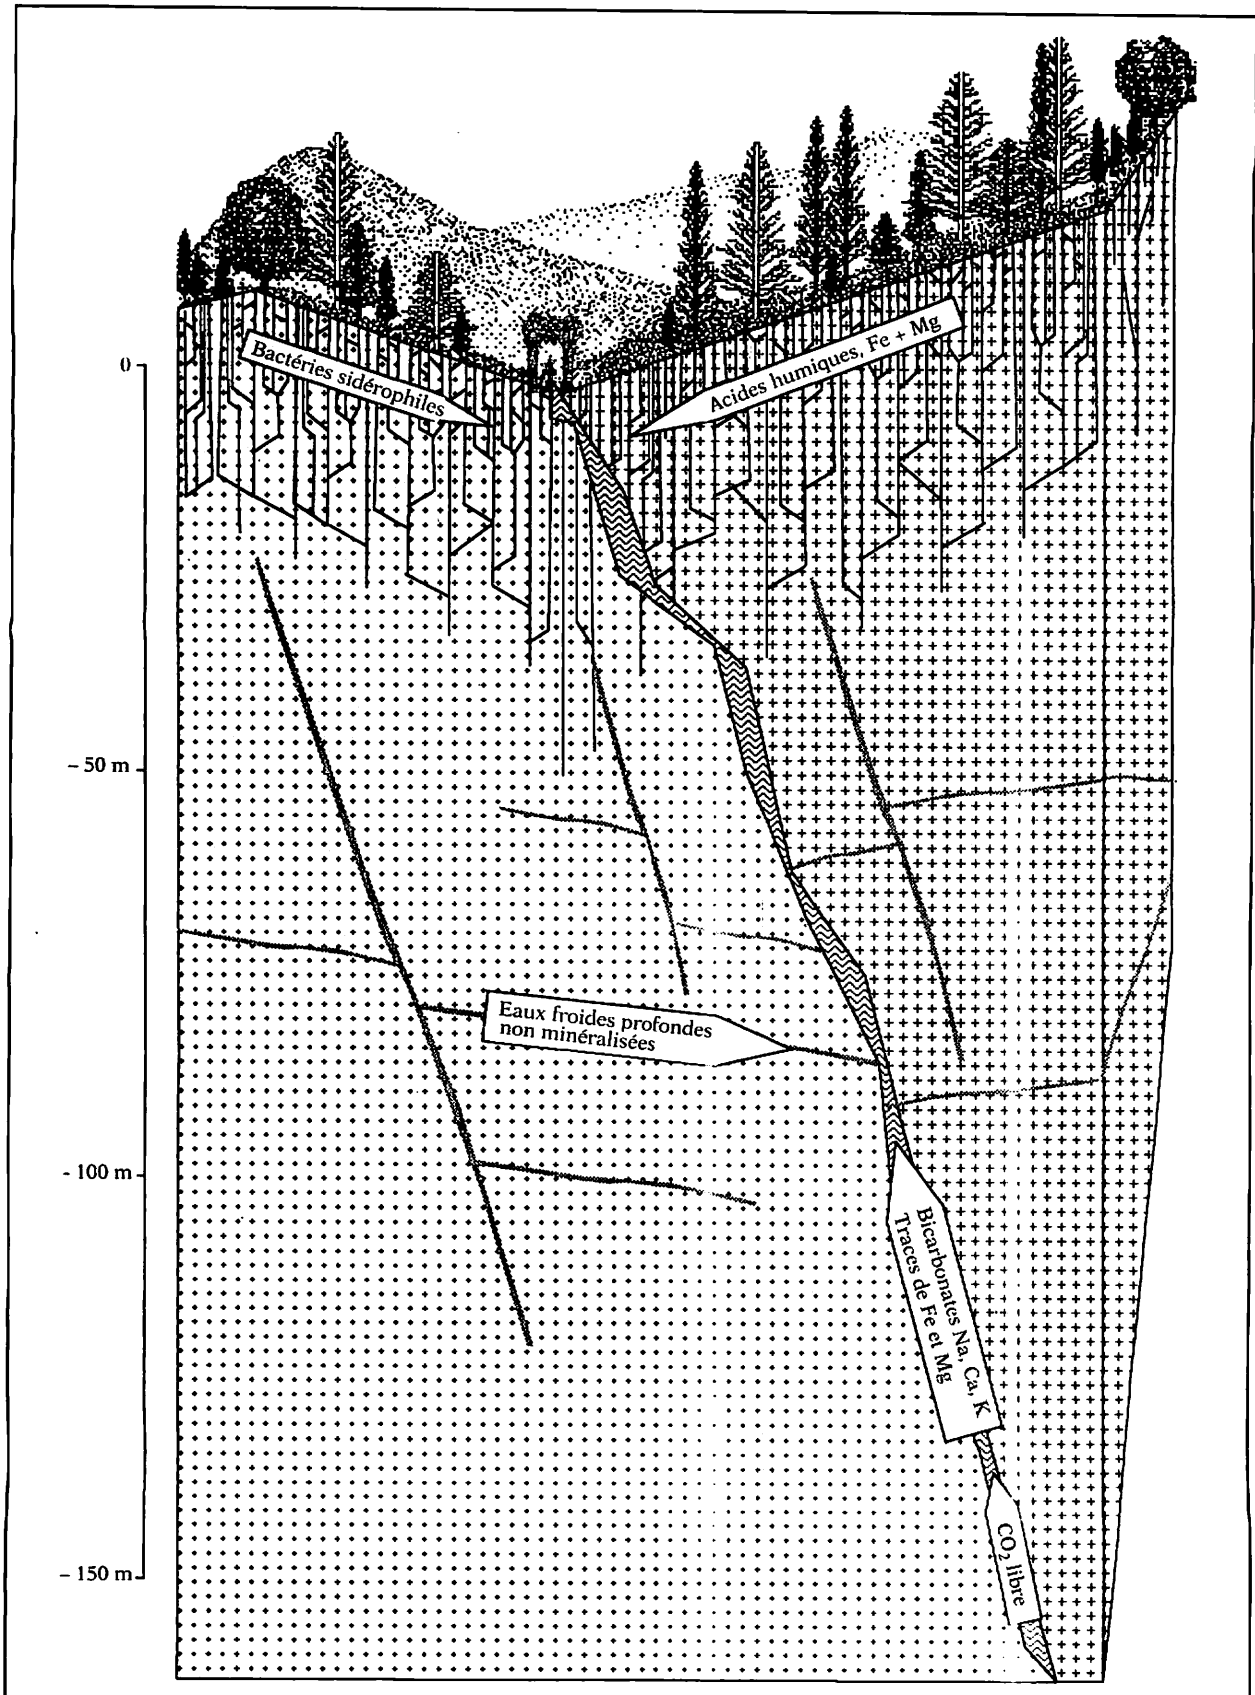 Bactéries sidérophiles
Acides humiques, Fe + Mg
0
- 50 m
Eaux froides profondes
non minéralisées
- 100 m
Bicarbonates Na, Ca, K
Traces de Fe et Mg
CO₂ libre
- 150 m